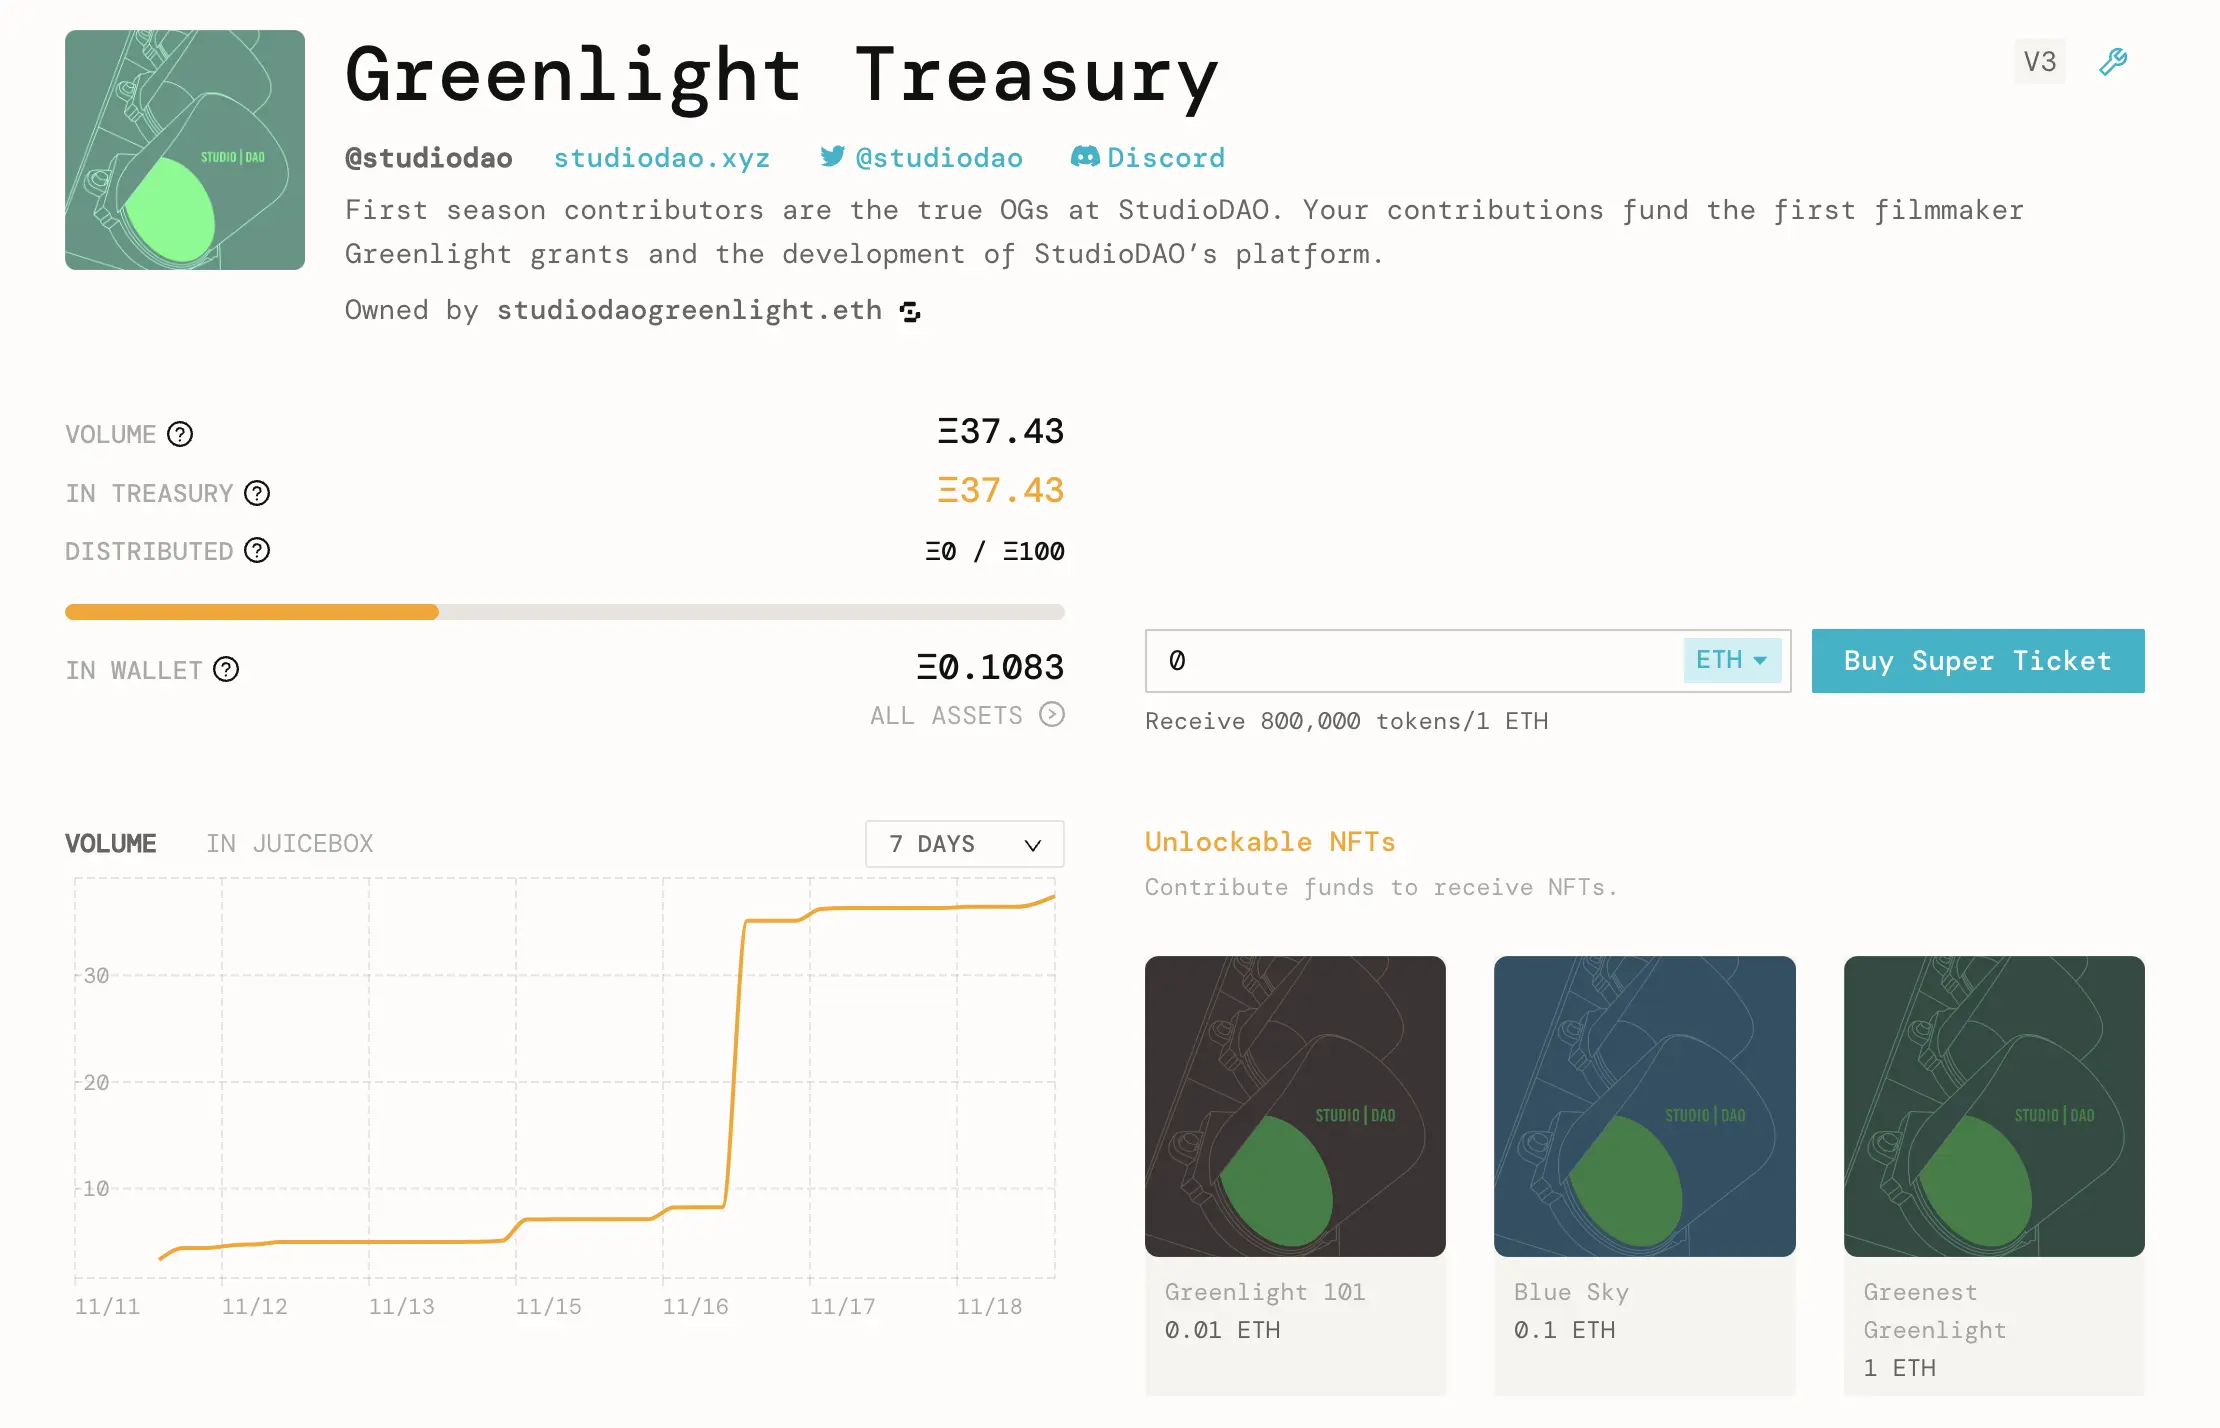 STUDIO|DAO
Greenlight Treasury
V3
@studiodao studiodao.xyz @studiodao Discord
First season contributors are the true OGs at StudioDAO. Your contributions fund the first filmmaker
Greenlight grants and the development of StudioDAO’s platform.
Owned by studiodaogreenlight.eth
VOLUME ? Ξ37.43
IN TREASURY ? Ξ37.43
DISTRIBUTED ? Ξ0 / Ξ100
IN WALLET ? Ξ0.1083
ALL ASSETS
0 ETH Buy Super Ticket
Receive 800,000 tokens/1 ETH
VOLUME IN JUICEBOX 7 DAYS
30
20
10
11/11 11/12 11/13 11/15 11/16 11/17 11/18
Unlockable NFTs
Contribute funds to receive NFTs.
STUDIO|DAO STUDIO|DAO STUDIO|DAO
Greenlight 101
0.01 ETH
Blue Sky
0.1 ETH
Greenest
Greenlight
1 ETH